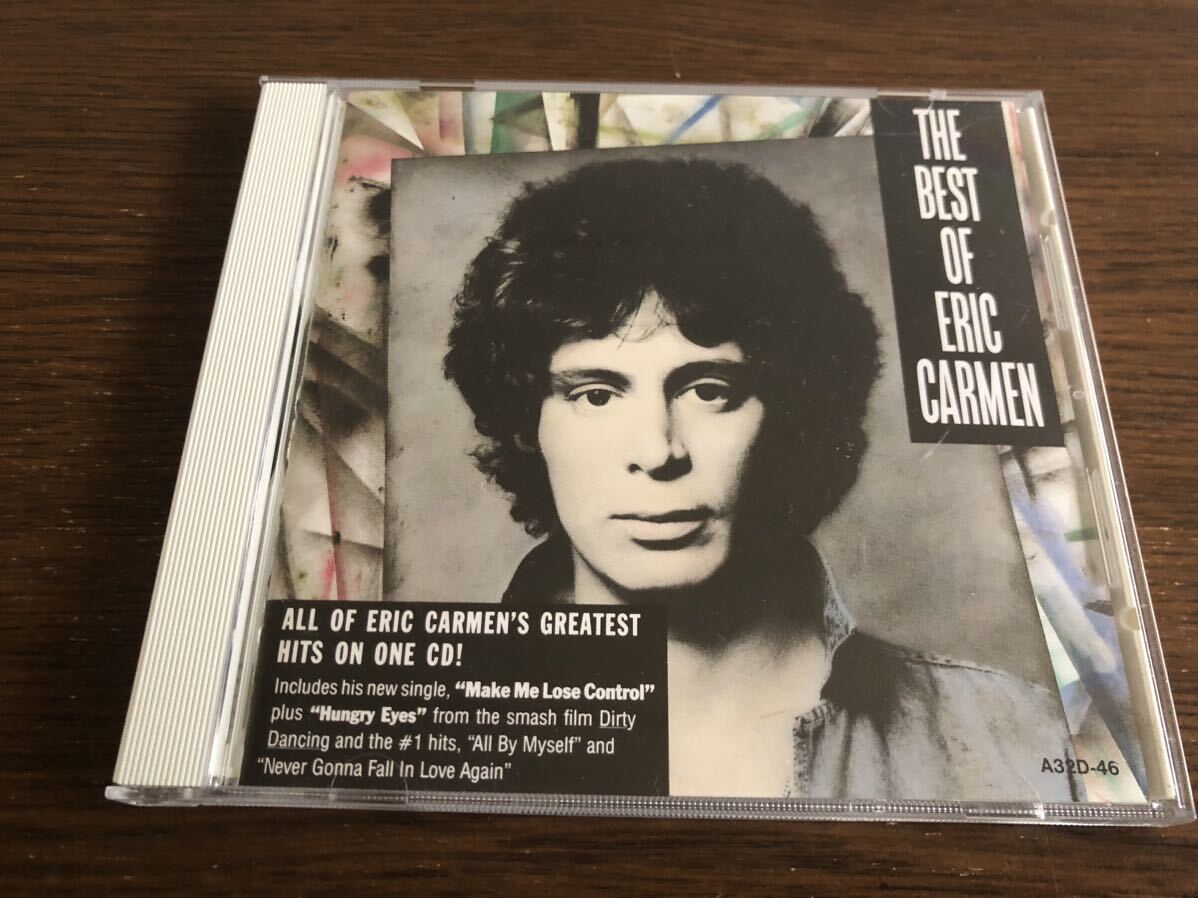 THE
BEST
OF
ERIC
CARMEN
ALL OF ERIC CARMEN'S GREATEST
HITS ON ONE CD!
Includes his new single, “Make Me Lose Control”
plus “Hungry Eyes” from the smash film Dirty
Dancing and the #1 hits, “All By Myself” and
“Never Gonna Fall In Love Again”
A32D-46